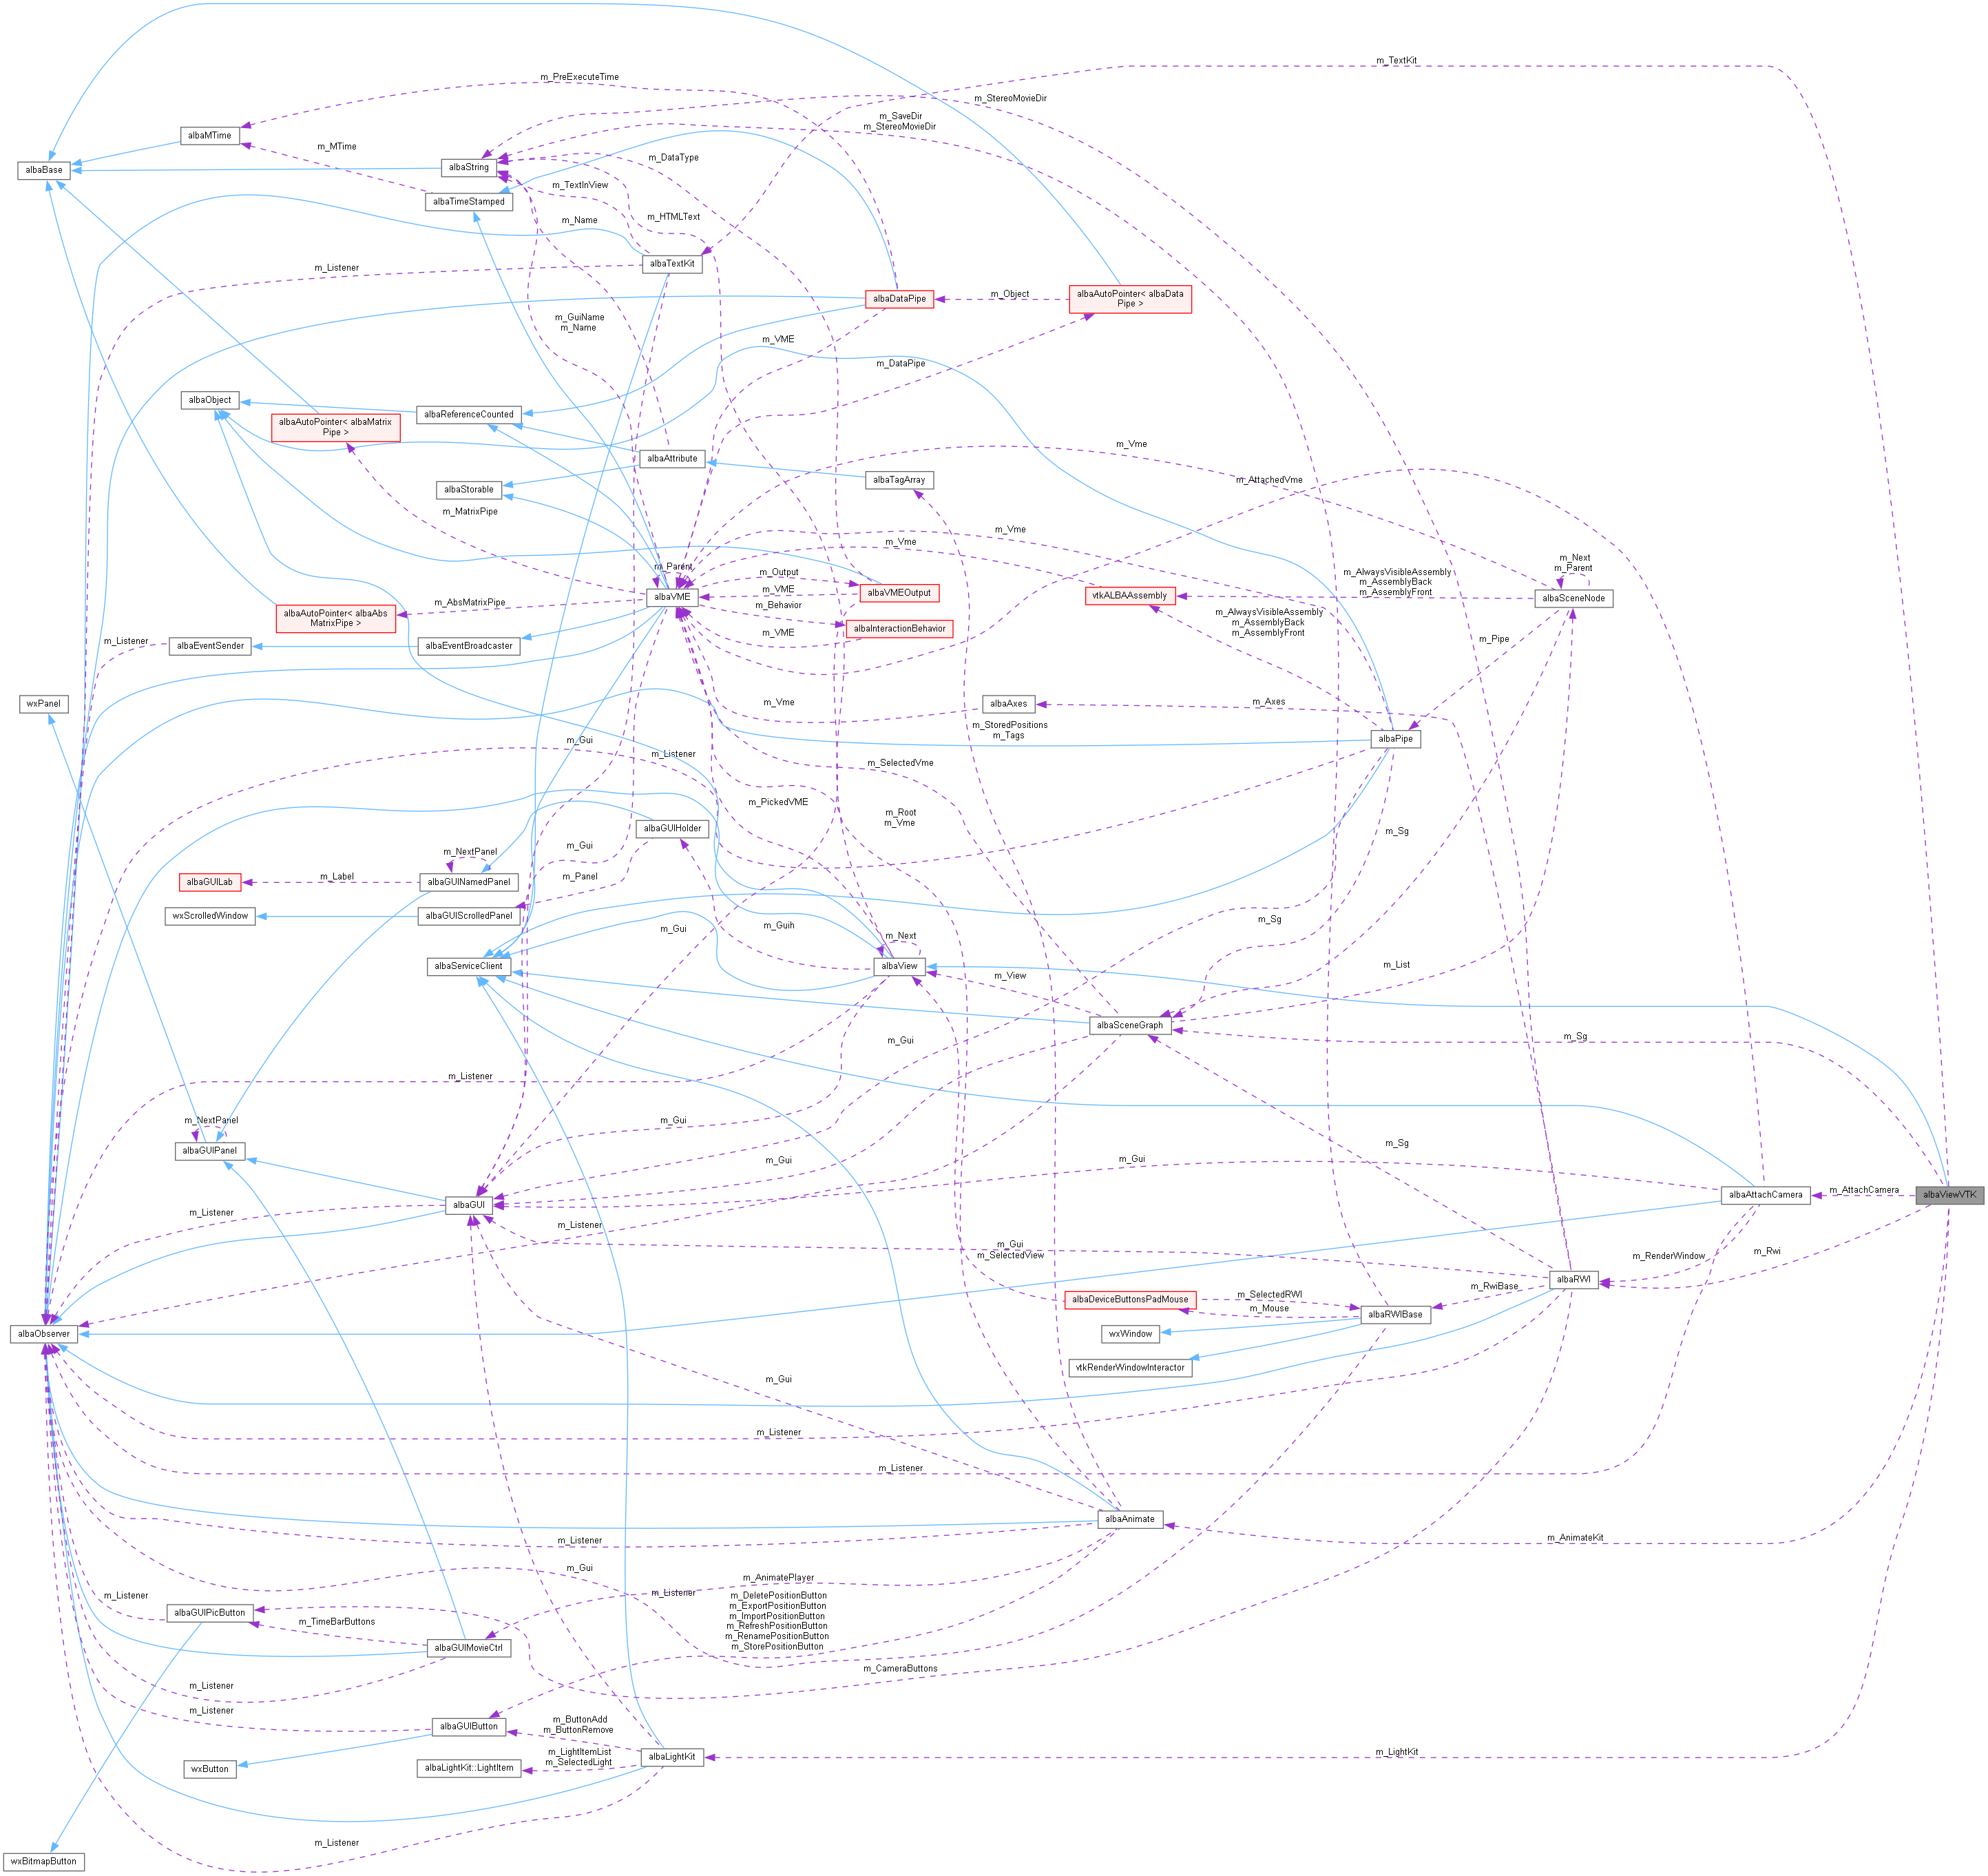 m_TextKit
m_PreExecuteTime
m_StereoMovieDir
m_SaveDir
m_StereoMovieDir
albaMTime
m_MTime
albaString
m_DataType
albaBase
albaTimeStamped
m_TextInView
m_HTMLText
m_Name
albaTextKit
m_Listener
albaDataPipe
m_Object
albaAutoPointer< albaData
Pipe >
m_GuiName
m_Name
m_VME
m_DataPipe
albaObject
albaReferenceCounted
albaAutoPointer< albaMatrix
Pipe >
m_Vme
albaAttribute
albaTagArray
m_AttachedVme
albaStorable
m_MatrixPipe
m_Vme
m_Vme
m_Next
m_Parent
m_Parent
m_Output
m_AlwaysVisibleAssembly
m_AssemblyBack
m_AssemblyFront
albaVME
m_VME
albaVMEOutput
vtkALBAAssembly
albaSceneNode
m_AbsMatrixPipe
m_Behavior
albaAutoPointer< albaAbs
MatrixPipe >
m_AlwaysVisibleAssembly
m_AssemblyBack
m_AssemblyFront
albaInteractionBehavior
m_VME
m_Listener
albaEventSender
albaEventBroadcaster
m_Pipe
wxPanel
m_Vme
albaAxes
m_Axes
m_StoredPositions
m_Tags
albaPipe
m_Gui
m_Listener
m_SelectedVme
m_PickedVME
m_Root
m_Vme
albaGUIHolder
m_Sg
m_NextPanel
m_Gui
m_Label
albaGUILab
albaGUINamedPanel
m_Panel
wxScrolledWindow
albaGUIScrolledPanel
m_Gui
m_Guih
m_Sg
m_Next
albaServiceClient
albaView
m_View
m_List
albaSceneGraph
m_Gui
m_Sg
m_Listener
m_NextPanel
m_Gui
m_Sg
albaGUIPanel
m_Gui
m_Gui
albaGUI
albaAttachCamera
m_AttachCamera
albaViewVTK
m_Listener
m_Listener
m_Gui
m_SelectedView
m_RenderWindow
m_Rwi
albaRWI
m_RwiBase
albaDeviceButtonsPadMouse
m_SelectedRWI
m_Mouse
albaRWIBase
albaObserver
wxWindow
vtkRenderWindowInteractor
m_Gui
m_Listener
m_Listener
albaAnimate
m_Listener
m_AnimateKit
m_Gui
m_AnimatePlayer
m_Listener
m_Listener
m_DeletePositionButton
m_ExportPositionButton
m_ImportPositionButton
m_RefreshPositionButton
m_RenamePositionButton
m_StorePositionButton
albaGUIPicButton
m_TimeBarButtons
albaGUIMovieCtrl
m_CameraButtons
m_Listener
m_Listener
albaGUIButton
m_ButtonAdd
m_ButtonRemove
m_LightKit
albaLightKit
wxButton
albaLightKit::LightItem
m_LightItemList
m_SelectedLight
m_Listener
wxBitmapButton